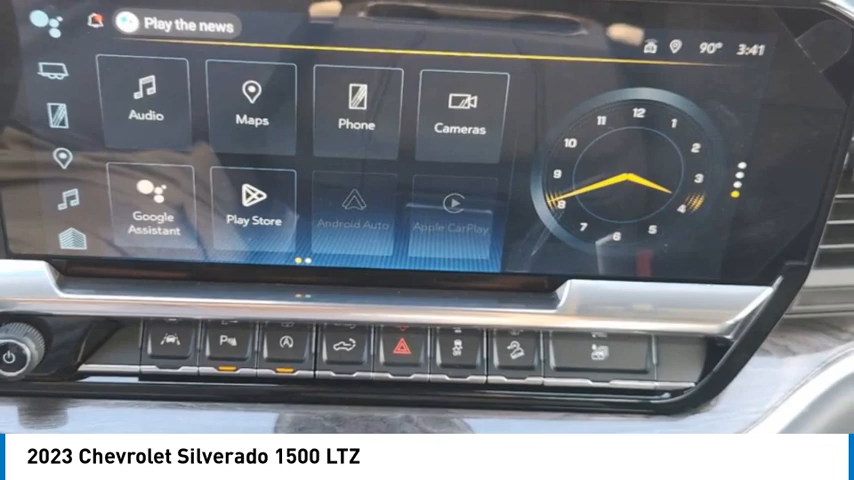 Play the news
90° 3:41
Audio
Maps
Phone
Cameras
Google
Assistant
Play Store
Android Auto
Apple CarPlay
12
1
2
3
4
5
6
7
8
9
10
11
P
A
2023 Chevrolet Silverado 1500 LTZ